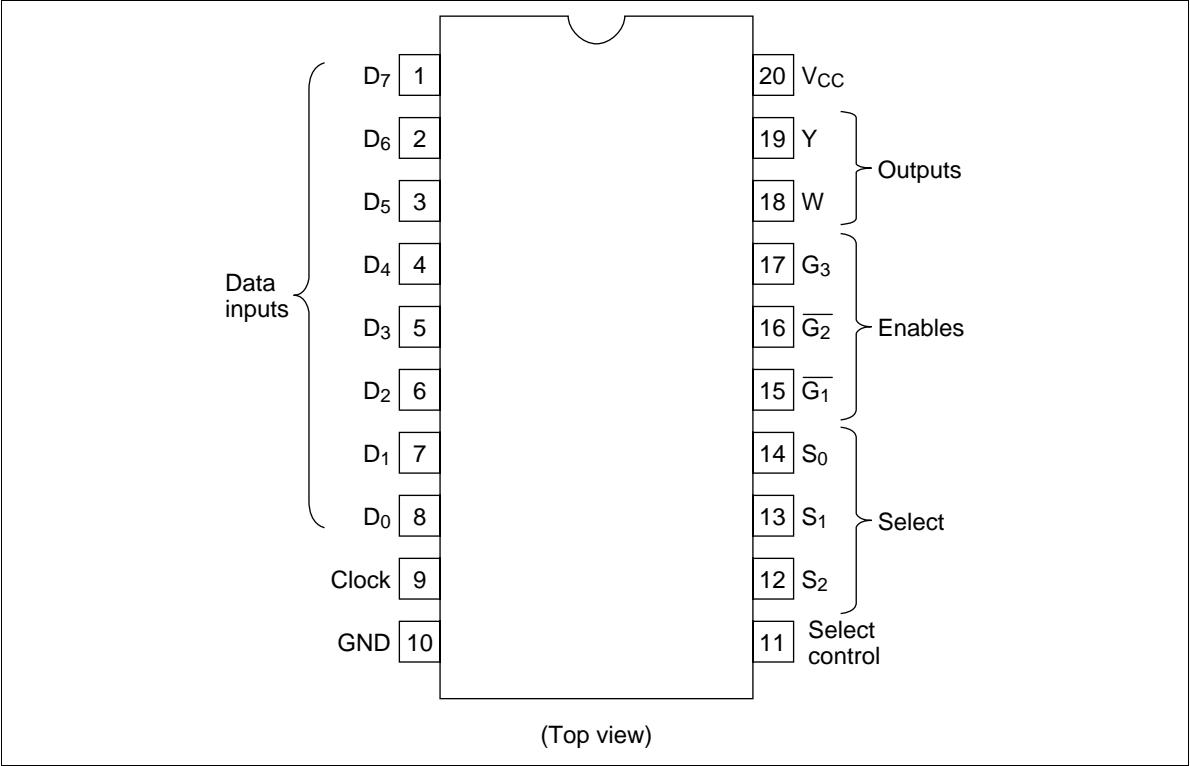 D7 1
D6 2
D5 3
D4 4
D3 5
D2 6
D1 7
D0 8
Clock 9
GND 10
Data
inputs
20 VCC
19 Y
18 W
17 G3
16 G̅2̅
15 G̅1̅
14 S0
13 S1
12 S2
11 Select
control
Outputs
Enables
Select
(Top view)